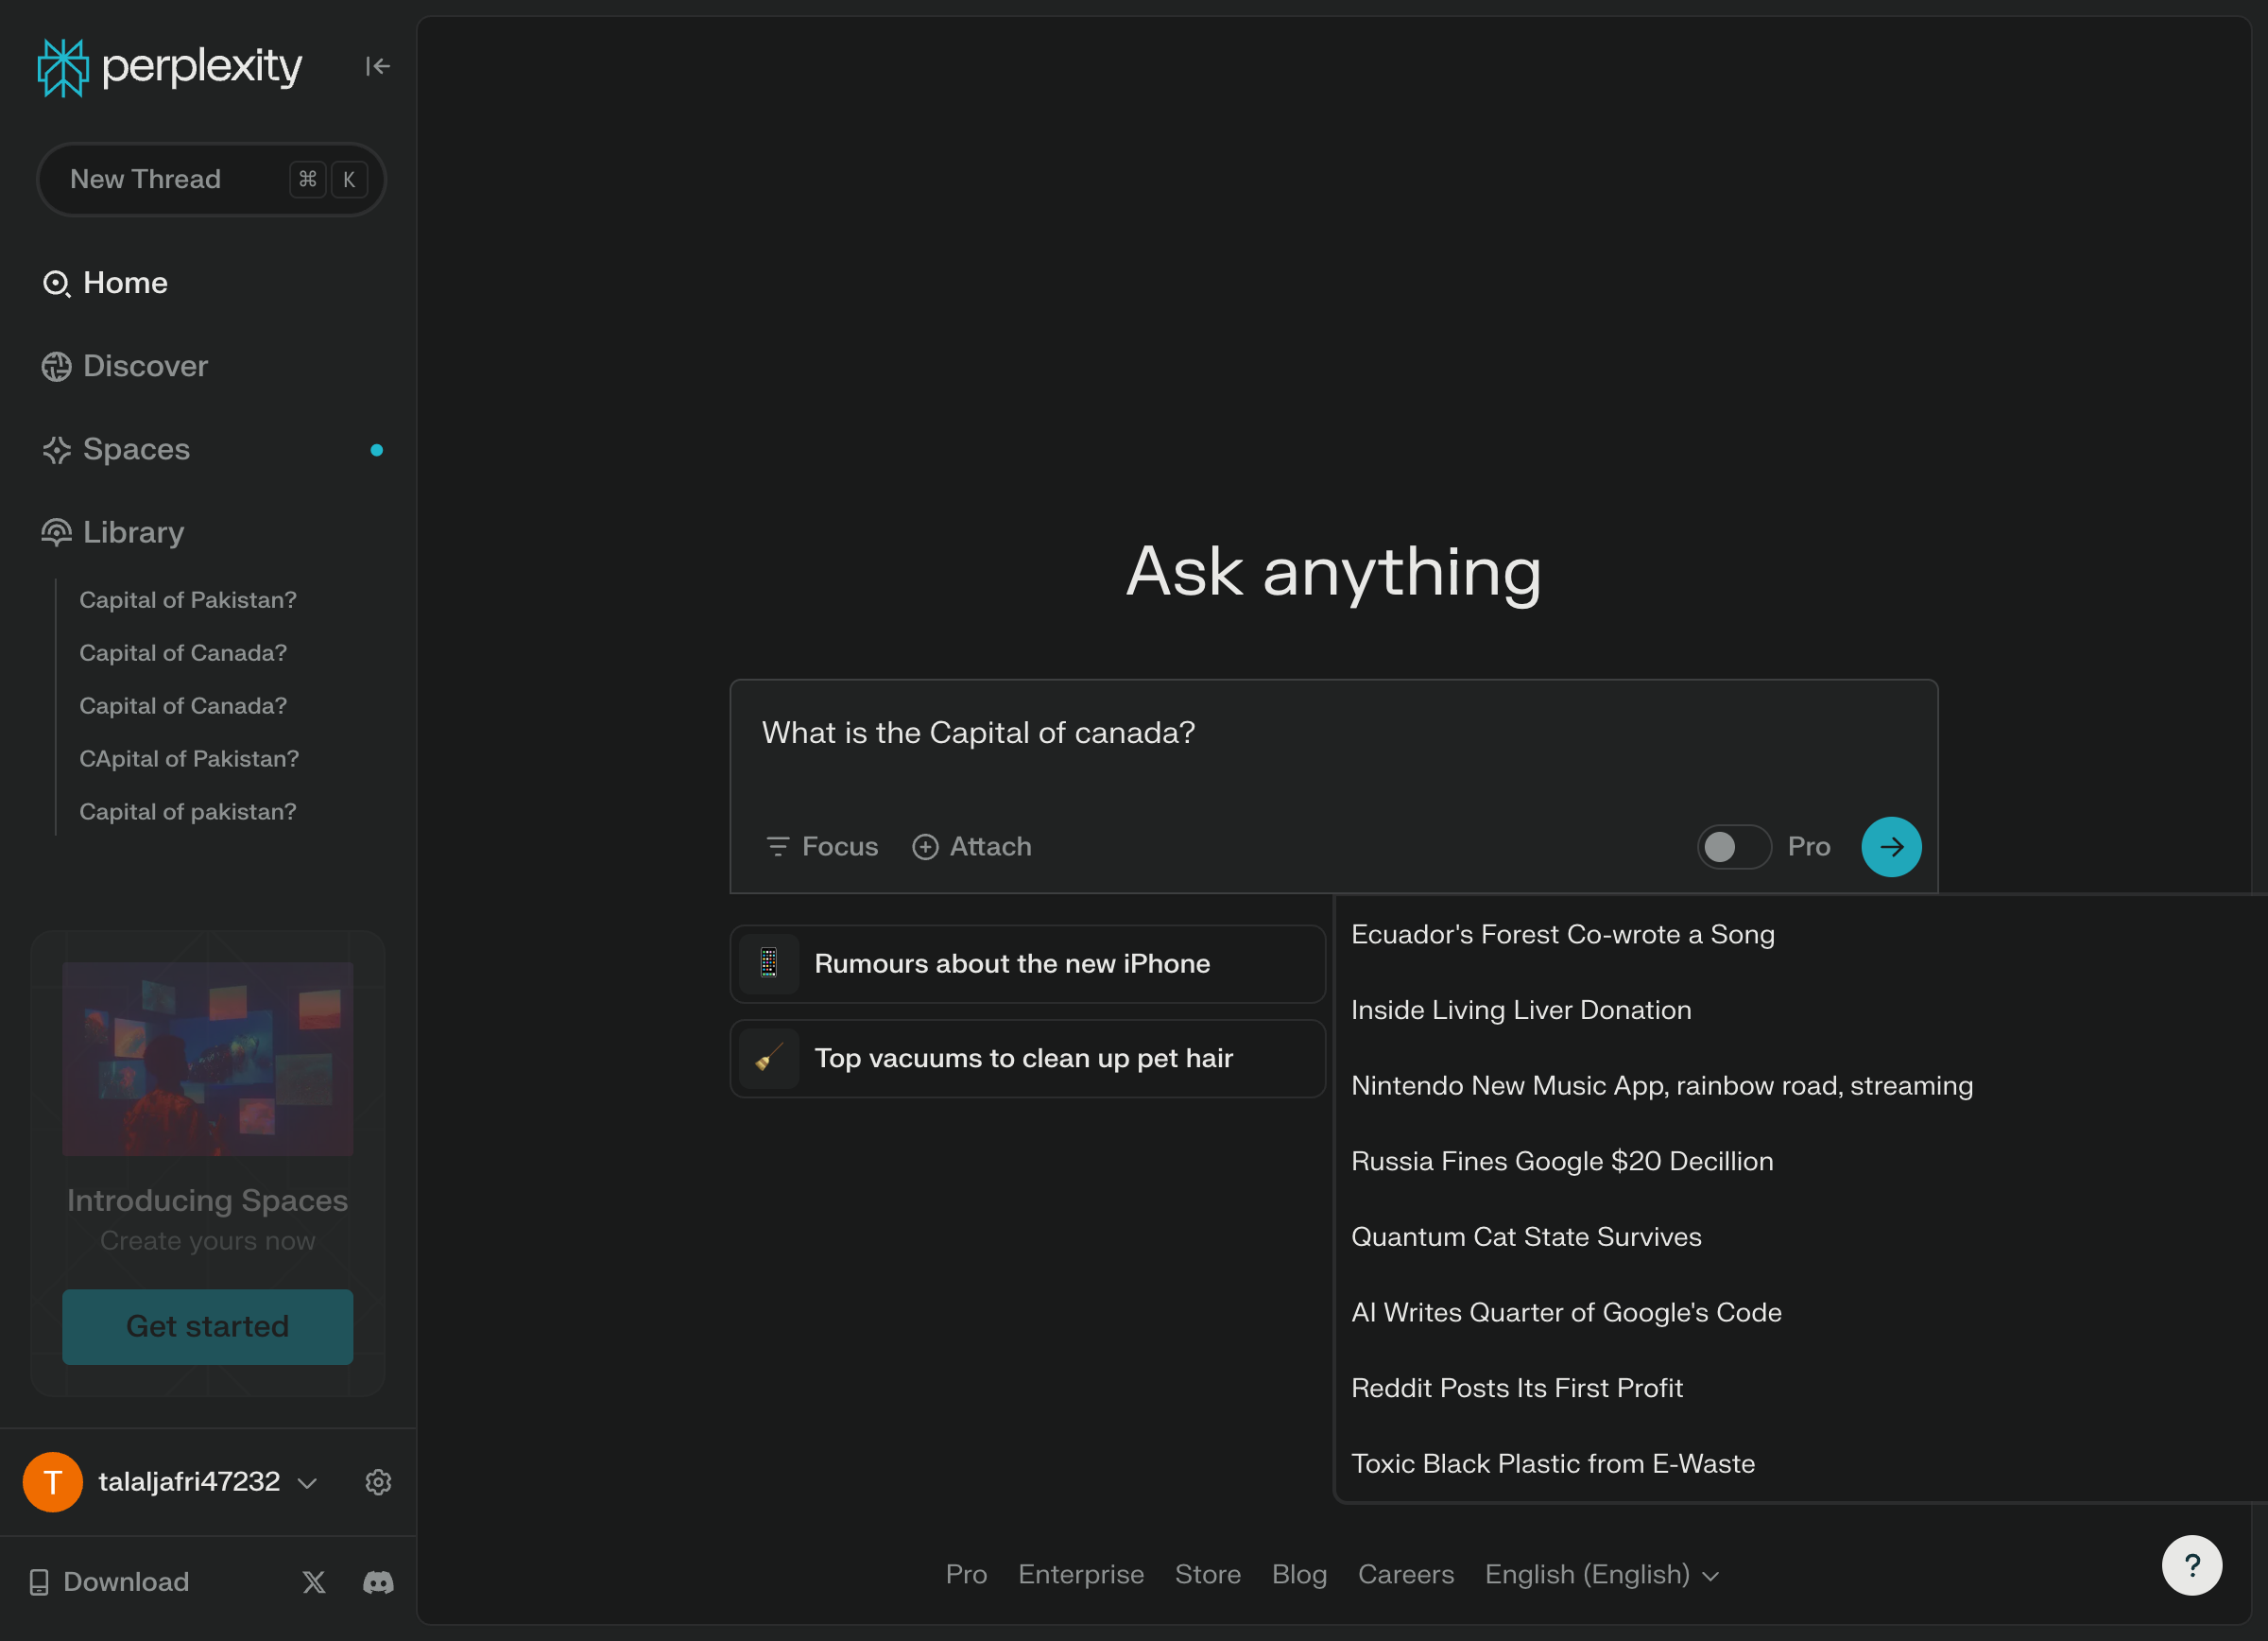 perplexity
New Thread ⌘ K
Home
Discover
Spaces
Library
Capital of Pakistan?
Capital of Canada?
Capital of Canada?
CApital of Pakistan?
Capital of pakistan?
Introducing Spaces
Create yours now
Get started
T talaljafri47232
Download
Ask anything
What is the Capital of canada?
Focus Attach Pro
Rumours about the new iPhone
Top vacuums to clean up pet hair
Ecuador's Forest Co-wrote a Song
Inside Living Liver Donation
Nintendo New Music App, rainbow road, streaming
Russia Fines Google $20 Decillion
Quantum Cat State Survives
AI Writes Quarter of Google's Code
Reddit Posts Its First Profit
Toxic Black Plastic from E-Waste
Pro Enterprise Store Blog Careers English (English)
?